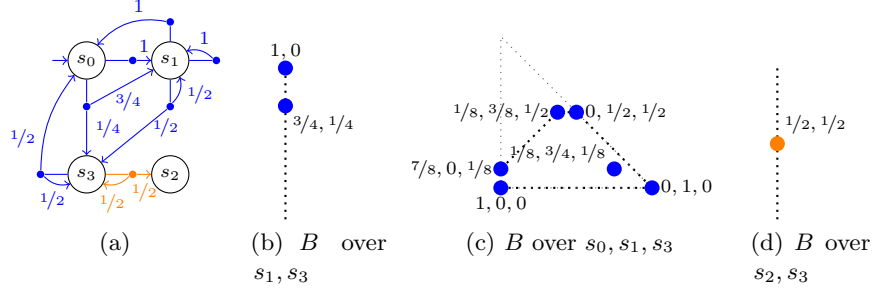 1
s₀
1
s₁
1
3/4
1/2
1/2
1/4
1/2
s₃
s₂
1/2
1/2
1/2
(a)
1, 0
3/4, 1/4
(b) B over
s₁, s₃
1/8, 3/8, 1/2
0, 1/2, 1/2
1/8, 3/4, 1/8
7/8, 0, 1/8
1, 0, 0
0, 1, 0
(c) B over s₀, s₁, s₃
1/2, 1/2
(d) B over
s₂, s₃